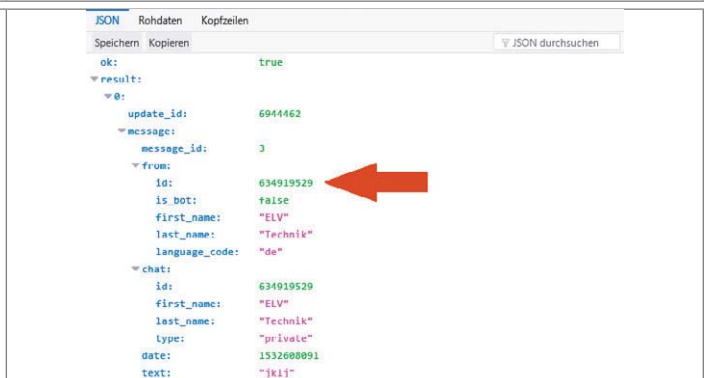 JSON Rohdaten Kopfzeilen
Speichern Kopieren JSON durchsuchen
ok: true
result:
0:
update_id: 6944462
message:
message_id: 3
from:
id: 634919529
is_bot: false
first_name: "ELV"
last_name: "Technik"
language_code: "de"
chat:
id: 634919529
first_name: "ELV"
last_name: "Technik"
type: "private"
date: 1532608091
text: "jklj"